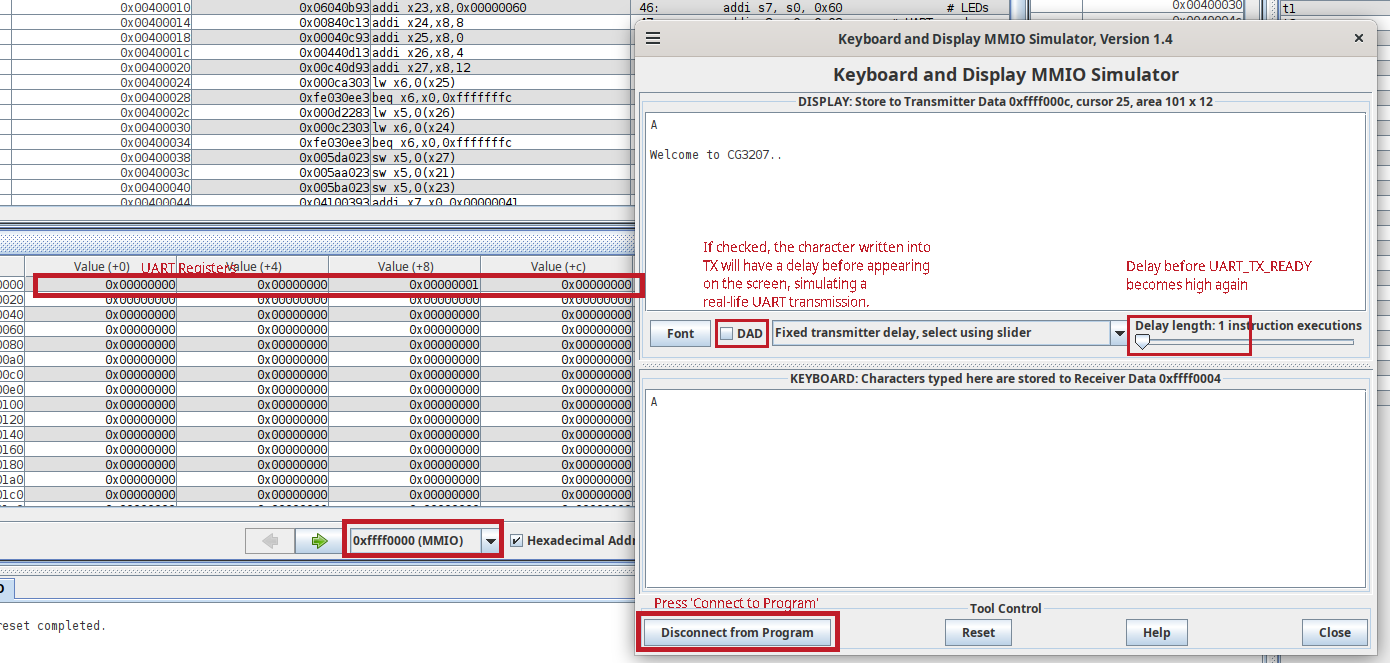 0x00400010 0x06040b93 addi x23,x8,0x00000060 46: addi s7, s0, 0x60 # LEDs
0x00400014 0x00840c13 addi x24,x8,8
0x00400018 0x00040c93 addi x25,x8,0
0x0040001c 0x00440d13 addi x26,x8,4
0x00400020 0x00c40d93 addi x27,x8,12
0x00400024 0x000ca303 lw x6,0(x25)
0x00400028 0xfe030ee3 beq x6,x0,0xfffffffc
0x0040002c 0x000d2283 lw x5,0(x26)
0x00400030 0x000c2303 lw x6,0(x24)
0x00400034 0xfe030ee3 beq x6,x0,0xfffffffc
0x00400038 0x005da023 sw x5,0(x27)
0x0040003c 0x005aa023 sw x5,0(x21)
0x00400040 0x005ba023 sw x5,0(x23)
0x00400044 0x04100393 addi x7,x0,0x00000041
0x00400030
t1
Value (+0) Value (+4) Value (+8) Value (+c)
UART Registers
0000 0x00000000 0x00000000 0x00000001 0x00000000
0020 0x00000000 0x00000000 0x00000000 0x00000000
0040 0x00000000 0x00000000 0x00000000 0x00000000
0060 0x00000000 0x00000000 0x00000000 0x00000000
0080 0x00000000 0x00000000 0x00000000 0x00000000
00a0 0x00000000 0x00000000 0x00000000 0x00000000
00c0 0x00000000 0x00000000 0x00000000 0x00000000
00e0 0x00000000 0x00000000 0x00000000 0x00000000
0100 0x00000000 0x00000000 0x00000000 0x00000000
0120 0x00000000 0x00000000 0x00000000 0x00000000
0140 0x00000000 0x00000000 0x00000000 0x00000000
0160 0x00000000 0x00000000 0x00000000 0x00000000
0180 0x00000000 0x00000000 0x00000000 0x00000000
01a0 0x00000000 0x00000000 0x00000000 0x00000000
01c0 0x00000000 0x00000000 0x00000000 0x00000000
0xffff0000 (MMIO)
Hexadecimal Addr
reset completed.
Keyboard and Display MMIO Simulator, Version 1.4
Keyboard and Display MMIO Simulator
DISPLAY: Store to Transmitter Data 0xffff000c, cursor 25, area 101 x 12
A
Welcome to CG3207..
If checked, the character written into
TX will have a delay before appearing
on the screen, simulating a
real-life UART transmission.
Delay before UART_TX_READY
becomes high again
Font
DAD
Fixed transmitter delay, select using slider
Delay length: 1 instruction executions
KEYBOARD: Characters typed here are stored to Receiver Data 0xffff0004
A
Press 'Connect to Program'
Tool Control
Disconnect from Program
Reset
Help
Close